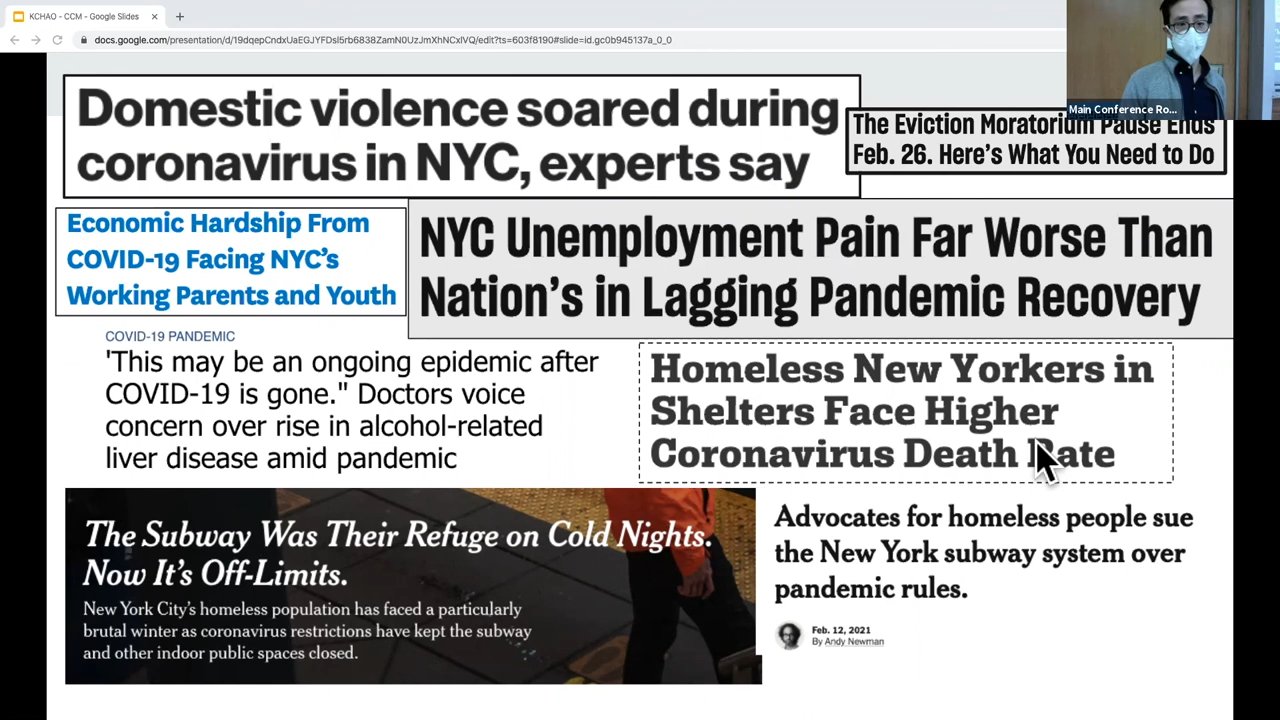 KCHAO - CCM - Google Slides
docs.google.com/presentation/d/19dqepCndxUaEGJYFDsl5rb6838ZamN0UzJmXhNCxlVQ/edit?ts=603f8190#slide=id.gc0b945137a_0_0
Main Conference Ro...
Domestic violence soared during
coronavirus in NYC, experts say
The Eviction Moratorium Pause Ends
Feb. 26. Here's What You Need to Do
Economic Hardship From
COVID-19 Facing NYC's
Working Parents and Youth
NYC Unemployment Pain Far Worse Than
Nation's in Lagging Pandemic Recovery
COVID-19 PANDEMIC
'This may be an ongoing epidemic after
COVID-19 is gone." Doctors voice
concern over rise in alcohol-related
liver disease amid pandemic
Homeless New Yorkers in
Shelters Face Higher
Coronavirus Death Rate
The Subway Was Their Refuge on Cold Nights.
Now It's Off-Limits.
New York City's homeless population has faced a particularly
brutal winter as coronavirus restrictions have kept the subway
and other indoor public spaces closed.
Advocates for homeless people sue
the New York subway system over
pandemic rules.
Feb. 12, 2021
By Andy Newman